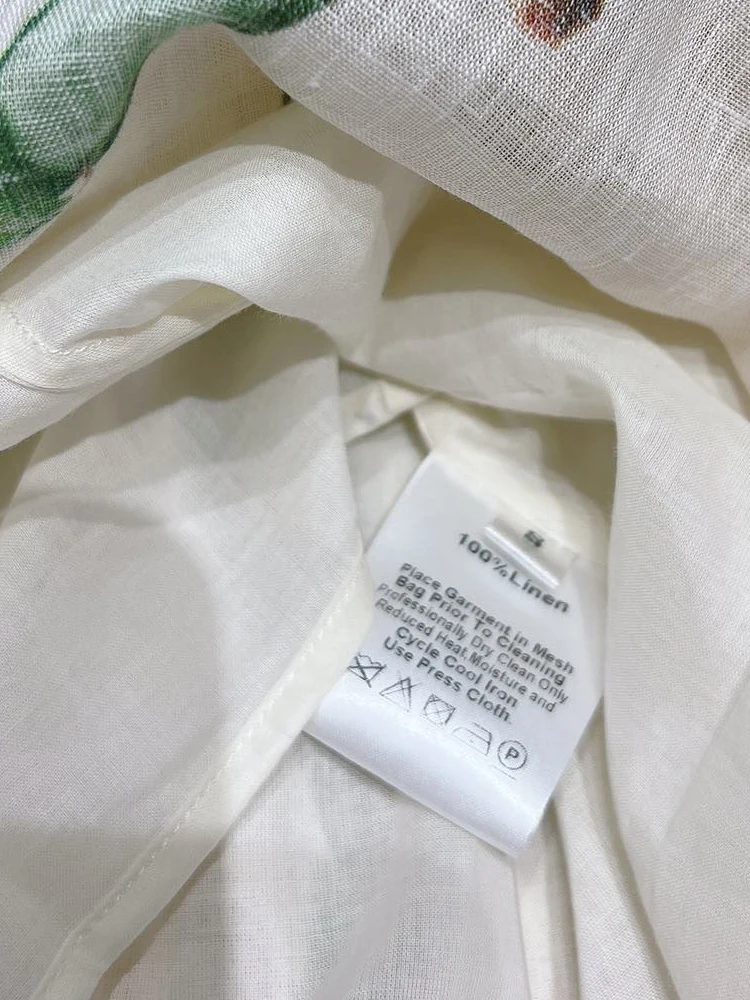 S
100%Linen
Place Garment in Mesh
Bag Prior To Cleaning
Professionally Dry Clean Only
Reduced Heat,Moisture and
Cycle Cool Iron
Use Press Cloth.
P